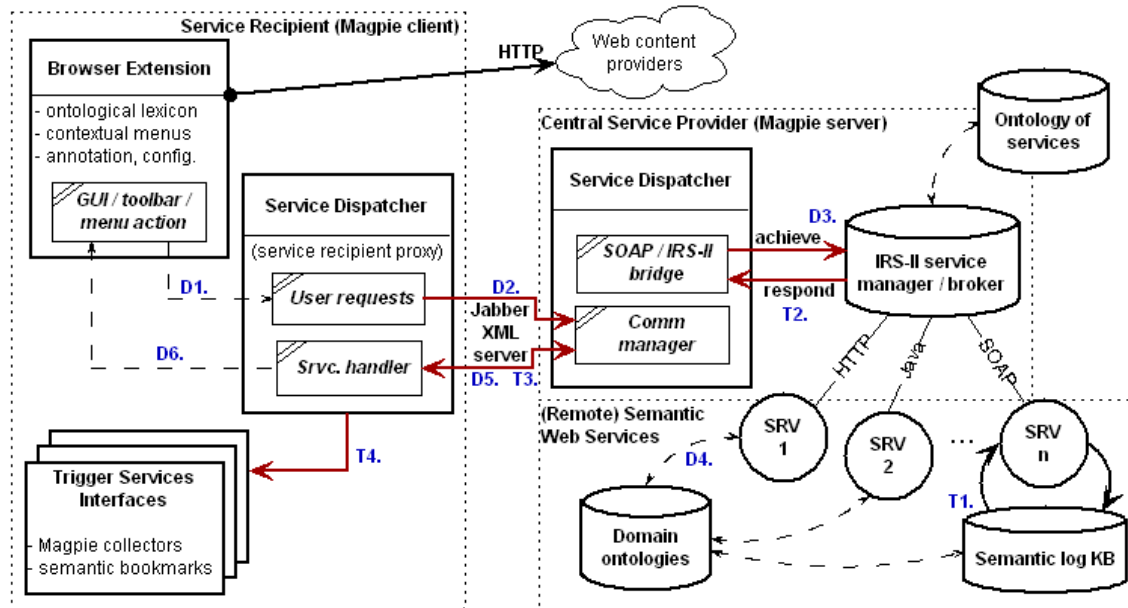 Service Recipient (Magpie client)
Browser Extension
- ontological lexicon
- contextual menus
- annotation, config.
GUI / toolbar /
menu action
HTTP
Web content
providers
Service Dispatcher
(service recipient proxy)
User requests
Srvc. handler
D1.
D6.
D2.
Jabber
XML
server
D5. T3.
T4.
Trigger Services
Interfaces
- Magpie collectors
- semantic bookmarks
Central Service Provider (Magpie server)
Service Dispatcher
SOAP / IRS-II
bridge
Comm
manager
D3.
achieve
respond
T2.
Ontology of
services
IRS-II service
manager / broker
HTTP
Java
SOAP
(Remote) Semantic
Web Services
SRV
1
SRV
2
...
SRV
n
D4.
T1.
Domain
ontologies
Semantic log KB